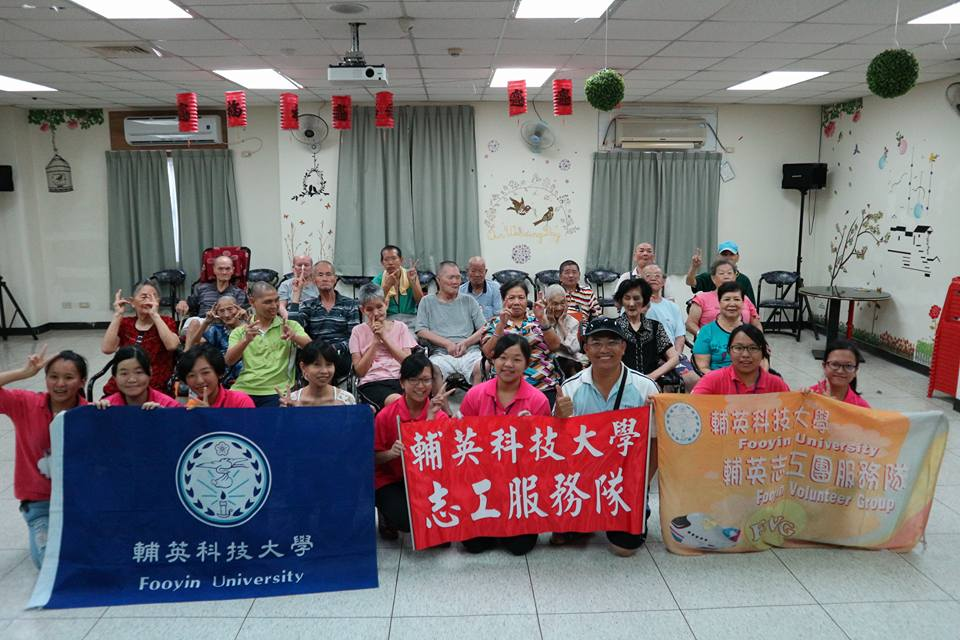 輔英科技大學
Fooyin University
輔英科技大學
志工服務隊
輔英科技大學
Fooyin University
輔英志工團服務隊
Fooyin Volunteer Group
FVG